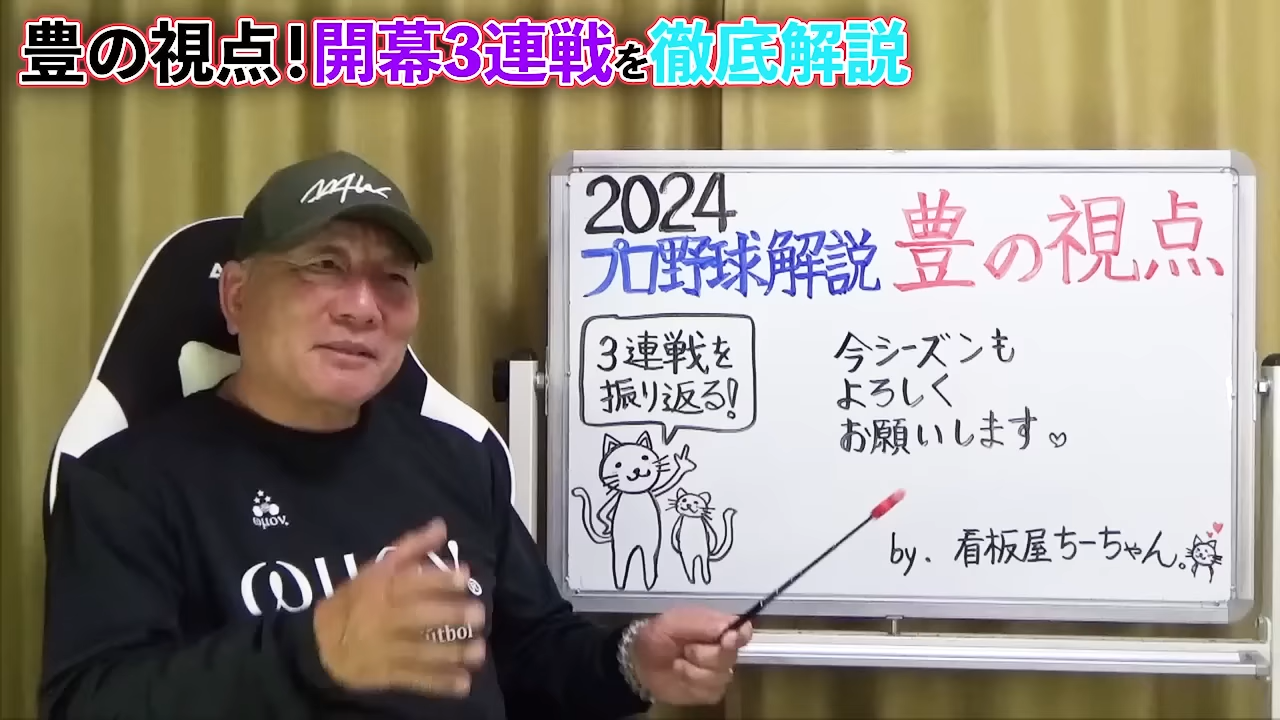 豊の視点!開幕3連戦を徹底解説
2024
プロ野球解説 豊の視点
3連戦を
振り返る!
今シーズンも
よろしく
お願いします♡
by. 看板屋ちーちゃん。
ωμον.